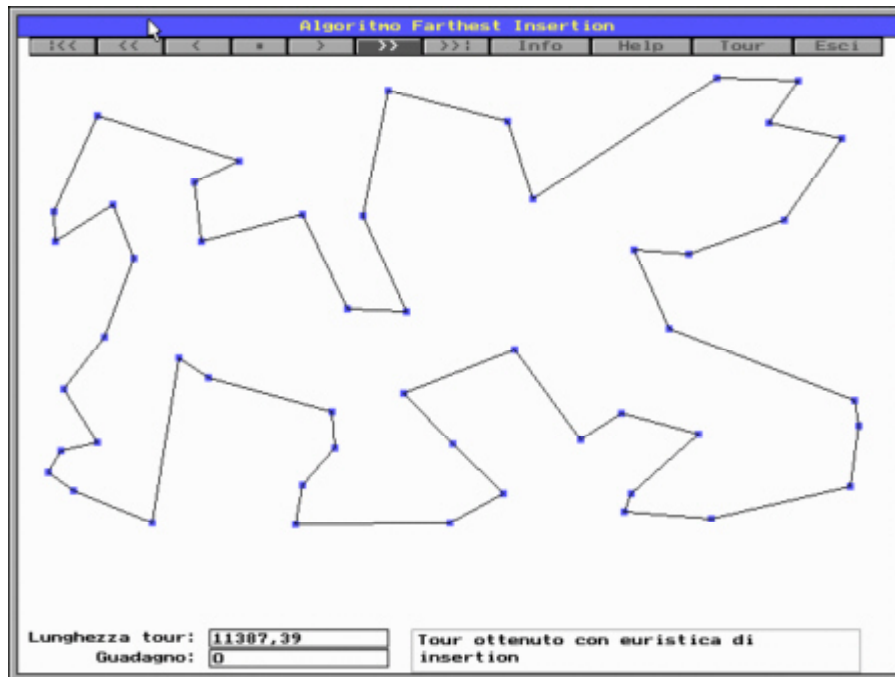 Algoritmo Farthest Insertion
¦<< << < ▪ > >> >>¦ Info Help Tour Esci
Lunghezza tour: 11387,39
Guadagno: 0
Tour ottenuto con euristica di
insertion